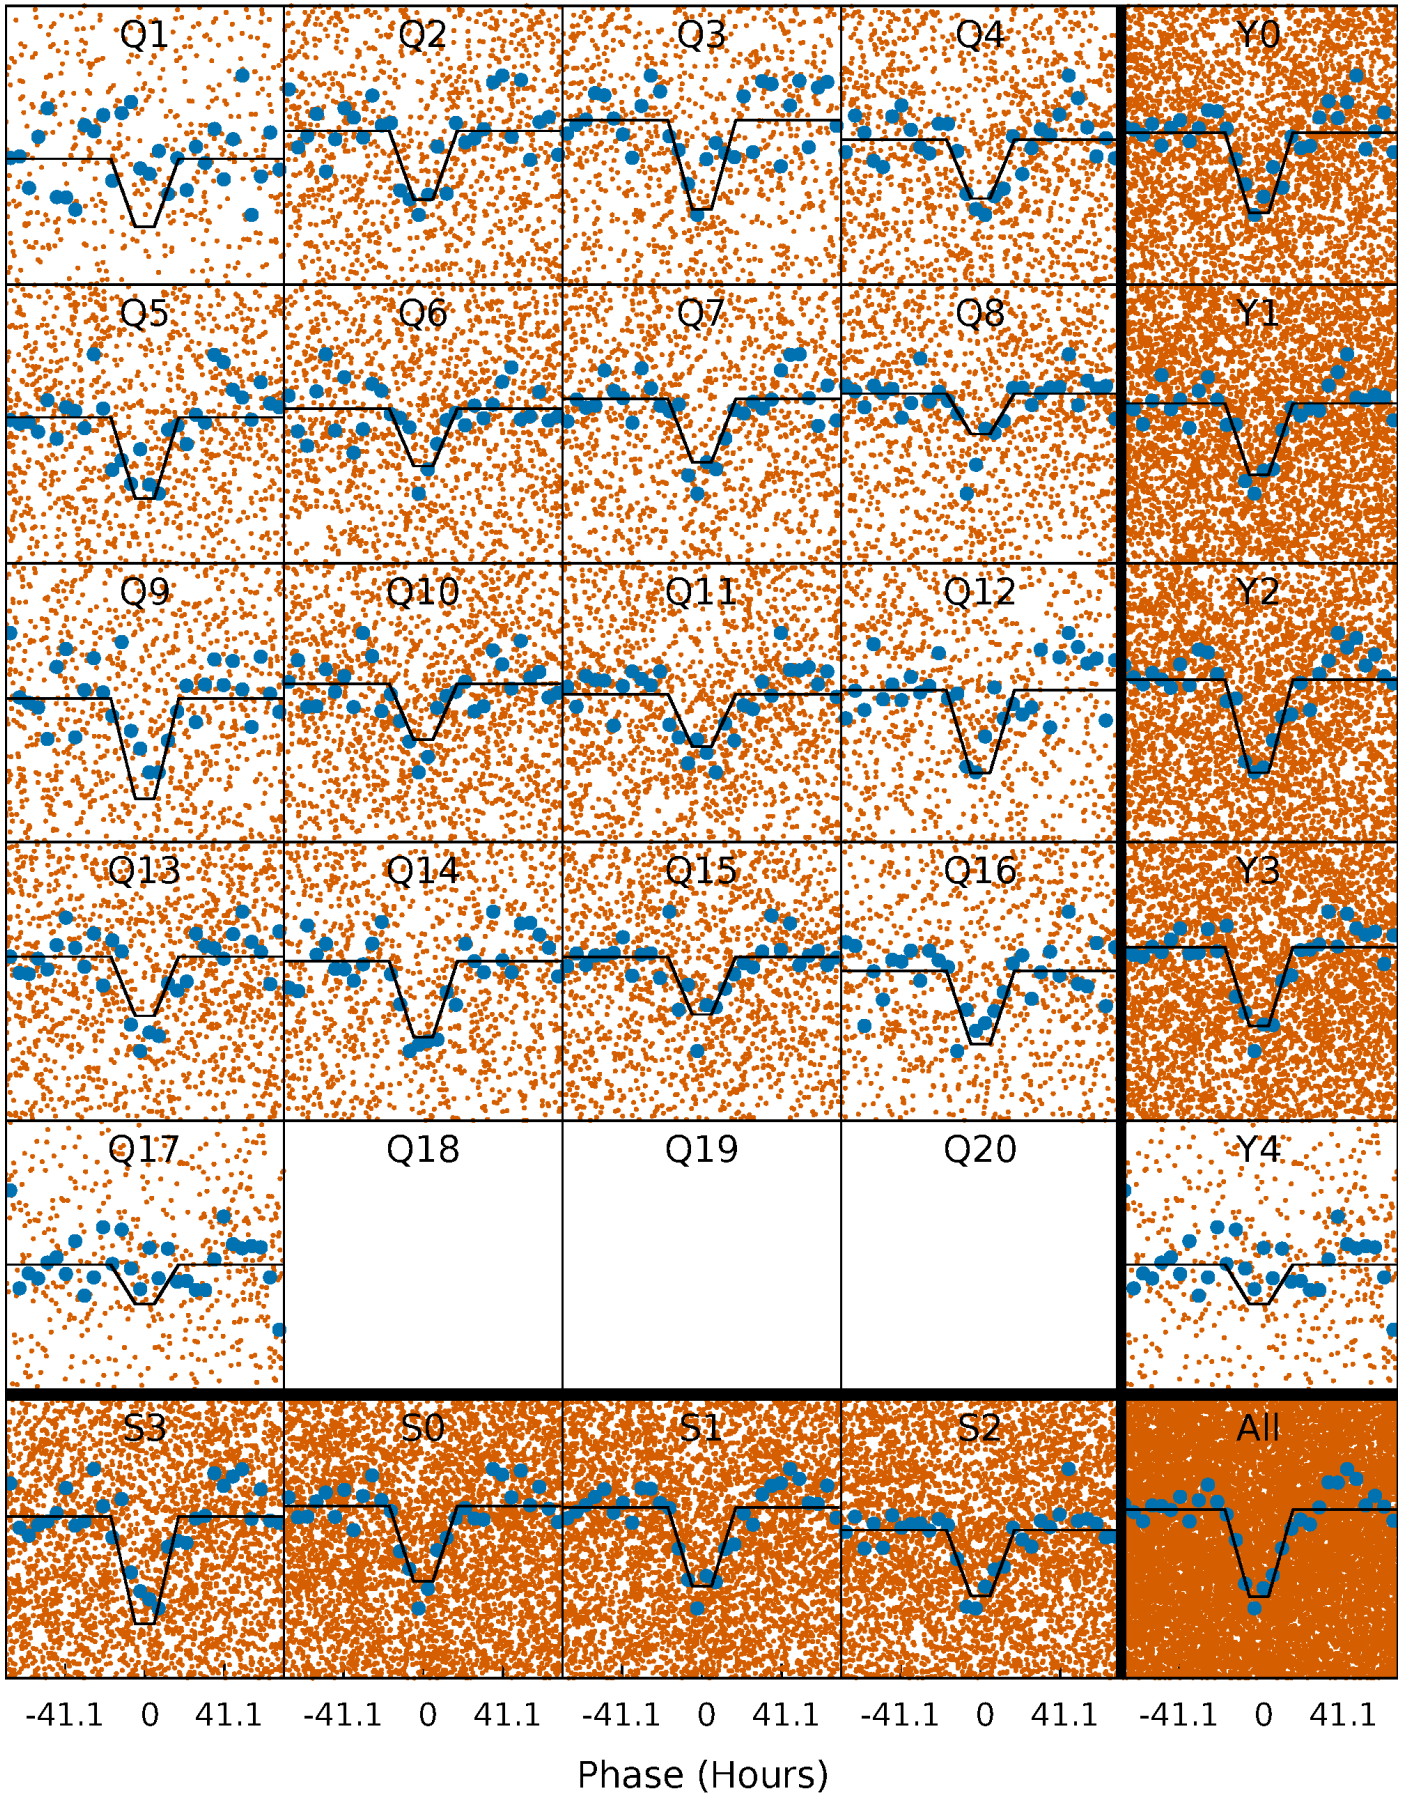 Q1 Q2 Q3 Q4 Y0
Q5 Q6 Q7 Q8 Y1
Q9 Q10 Q11 Q12 Y2
Q13 Q14 Q15 Q16 Y3
Q17 Q18 Q19 Q20 Y4
S3 S0 S1 S2 All
-41.1 0 41.1 -41.1 0 41.1 -41.1 0 41.1 -41.1 0 41.1 -41.1 0 41.1
Phase (Hours)